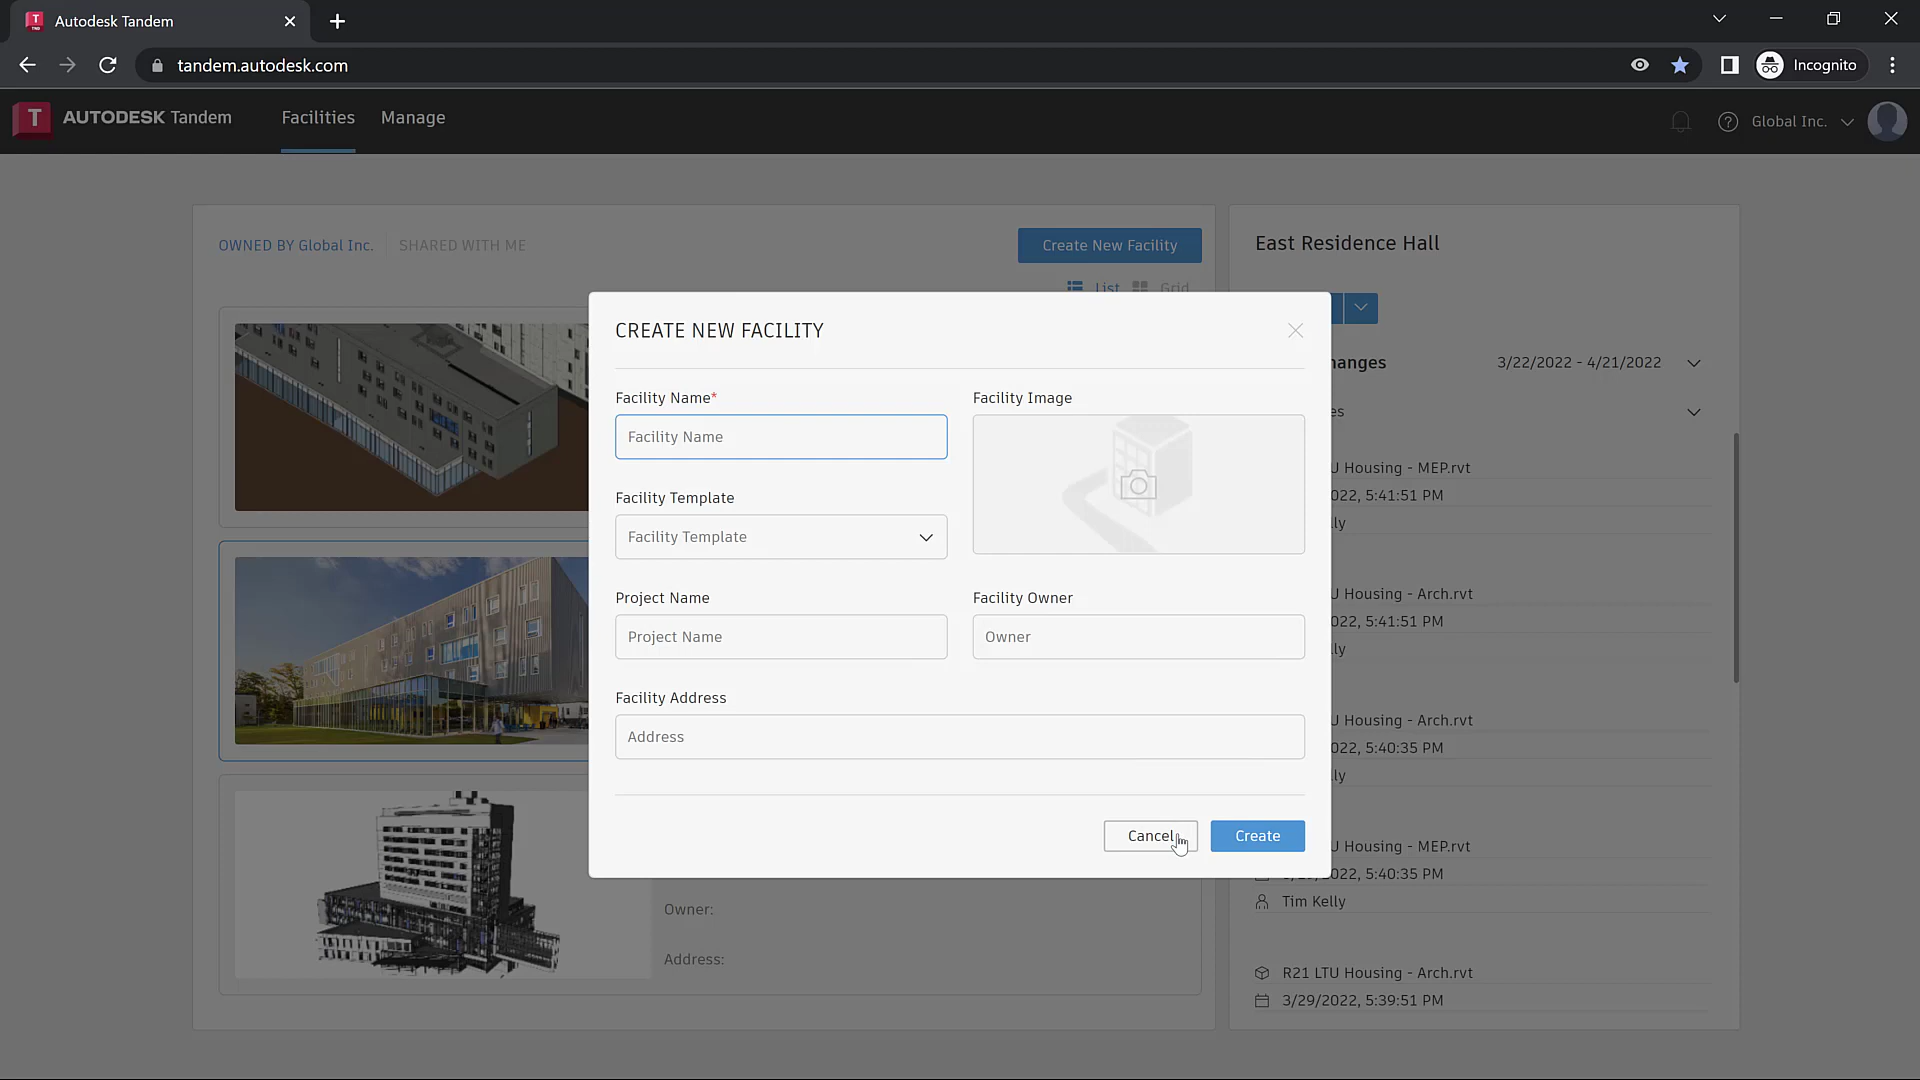 Autodesk Tandem
tandem.autodesk.com
Incognito
T
AUTODESK Tandem
Facilities
Manage
Global Inc.
OWNED BY Global Inc.
SHARED WITH ME
Create New Facility
List
Grid
CREATE NEW FACILITY
Facility Name*
Facility Name
Facility Image
Facility Template
Facility Template
Project Name
Project Name
Facility Owner
Owner
Facility Address
Address
Cancel
Create
Owner:
Address:
East Residence Hall
hanges
3/22/2022 - 4/21/2022
es
U Housing - MEP.rvt
022, 5:41:51 PM
lly
U Housing - Arch.rvt
022, 5:41:51 PM
lly
U Housing - Arch.rvt
022, 5:40:35 PM
lly
U Housing - MEP.rvt
022, 5:40:35 PM
Tim Kelly
R21 LTU Housing - Arch.rvt
3/29/2022, 5:39:51 PM